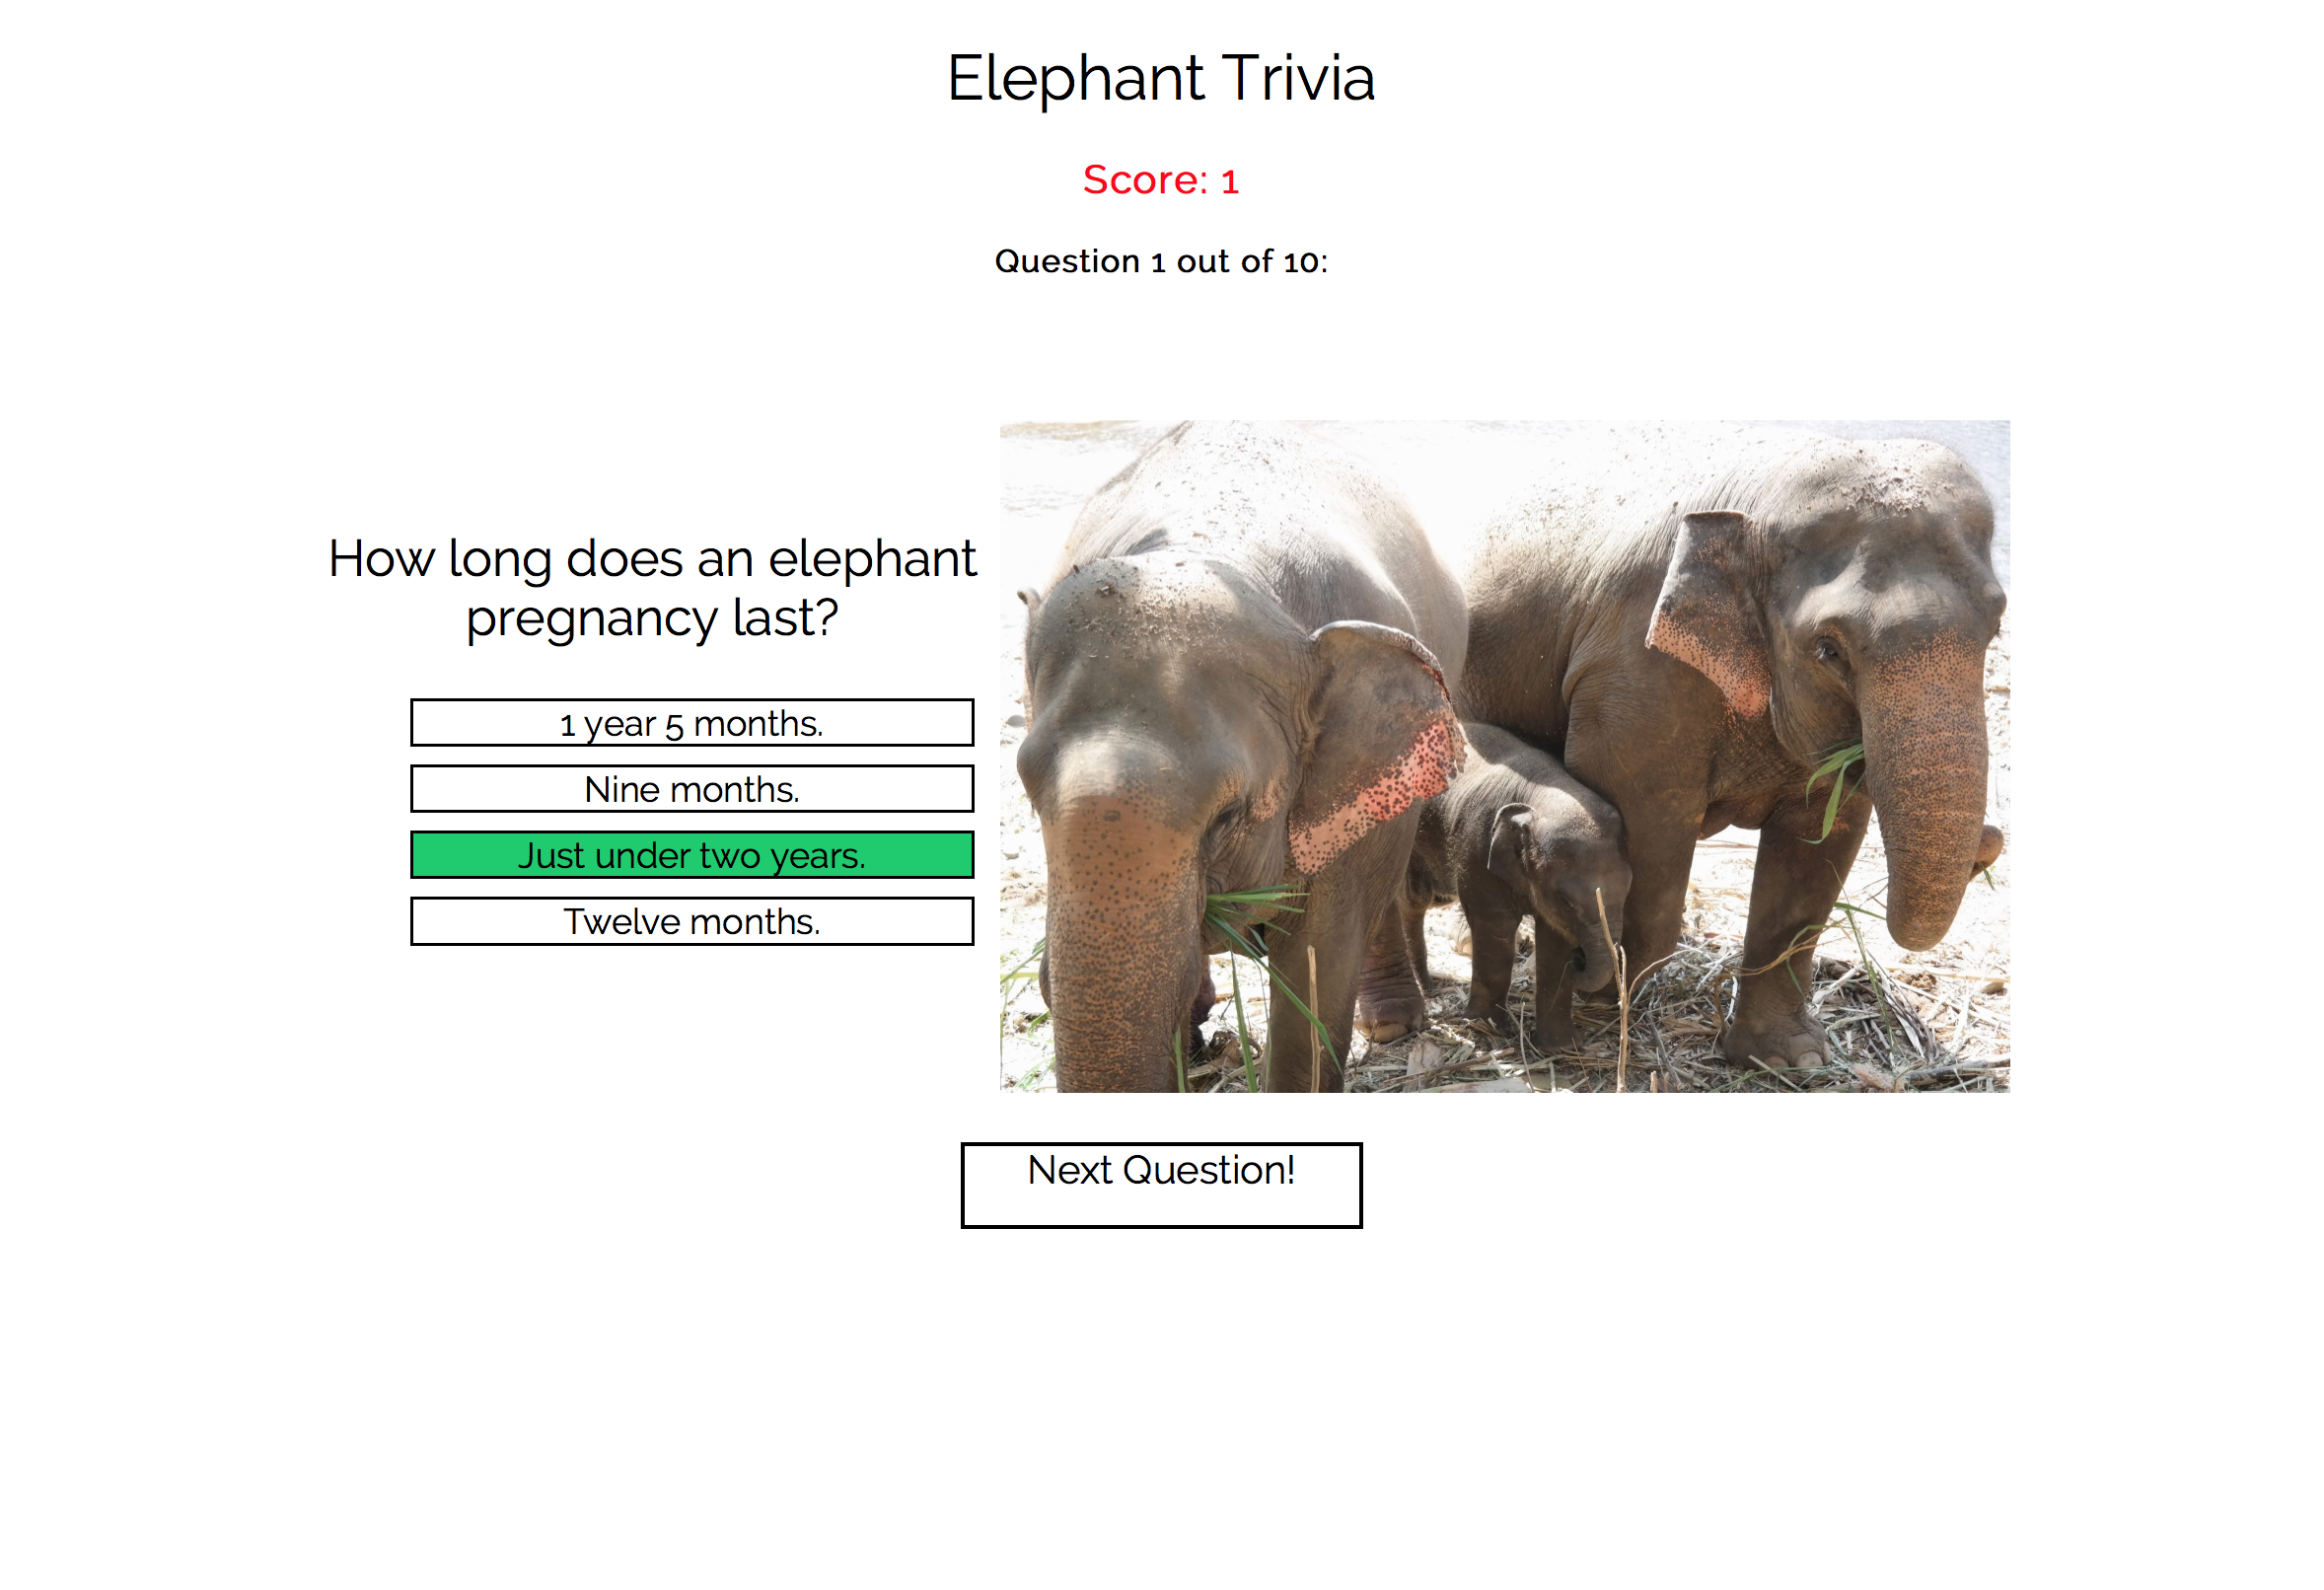 Elephant Trivia
Score: 1
Question 1 out of 10:
How long does an elephant
pregnancy last?
1 year 5 months.
Nine months.
Just under two years.
Twelve months.
Next Question!